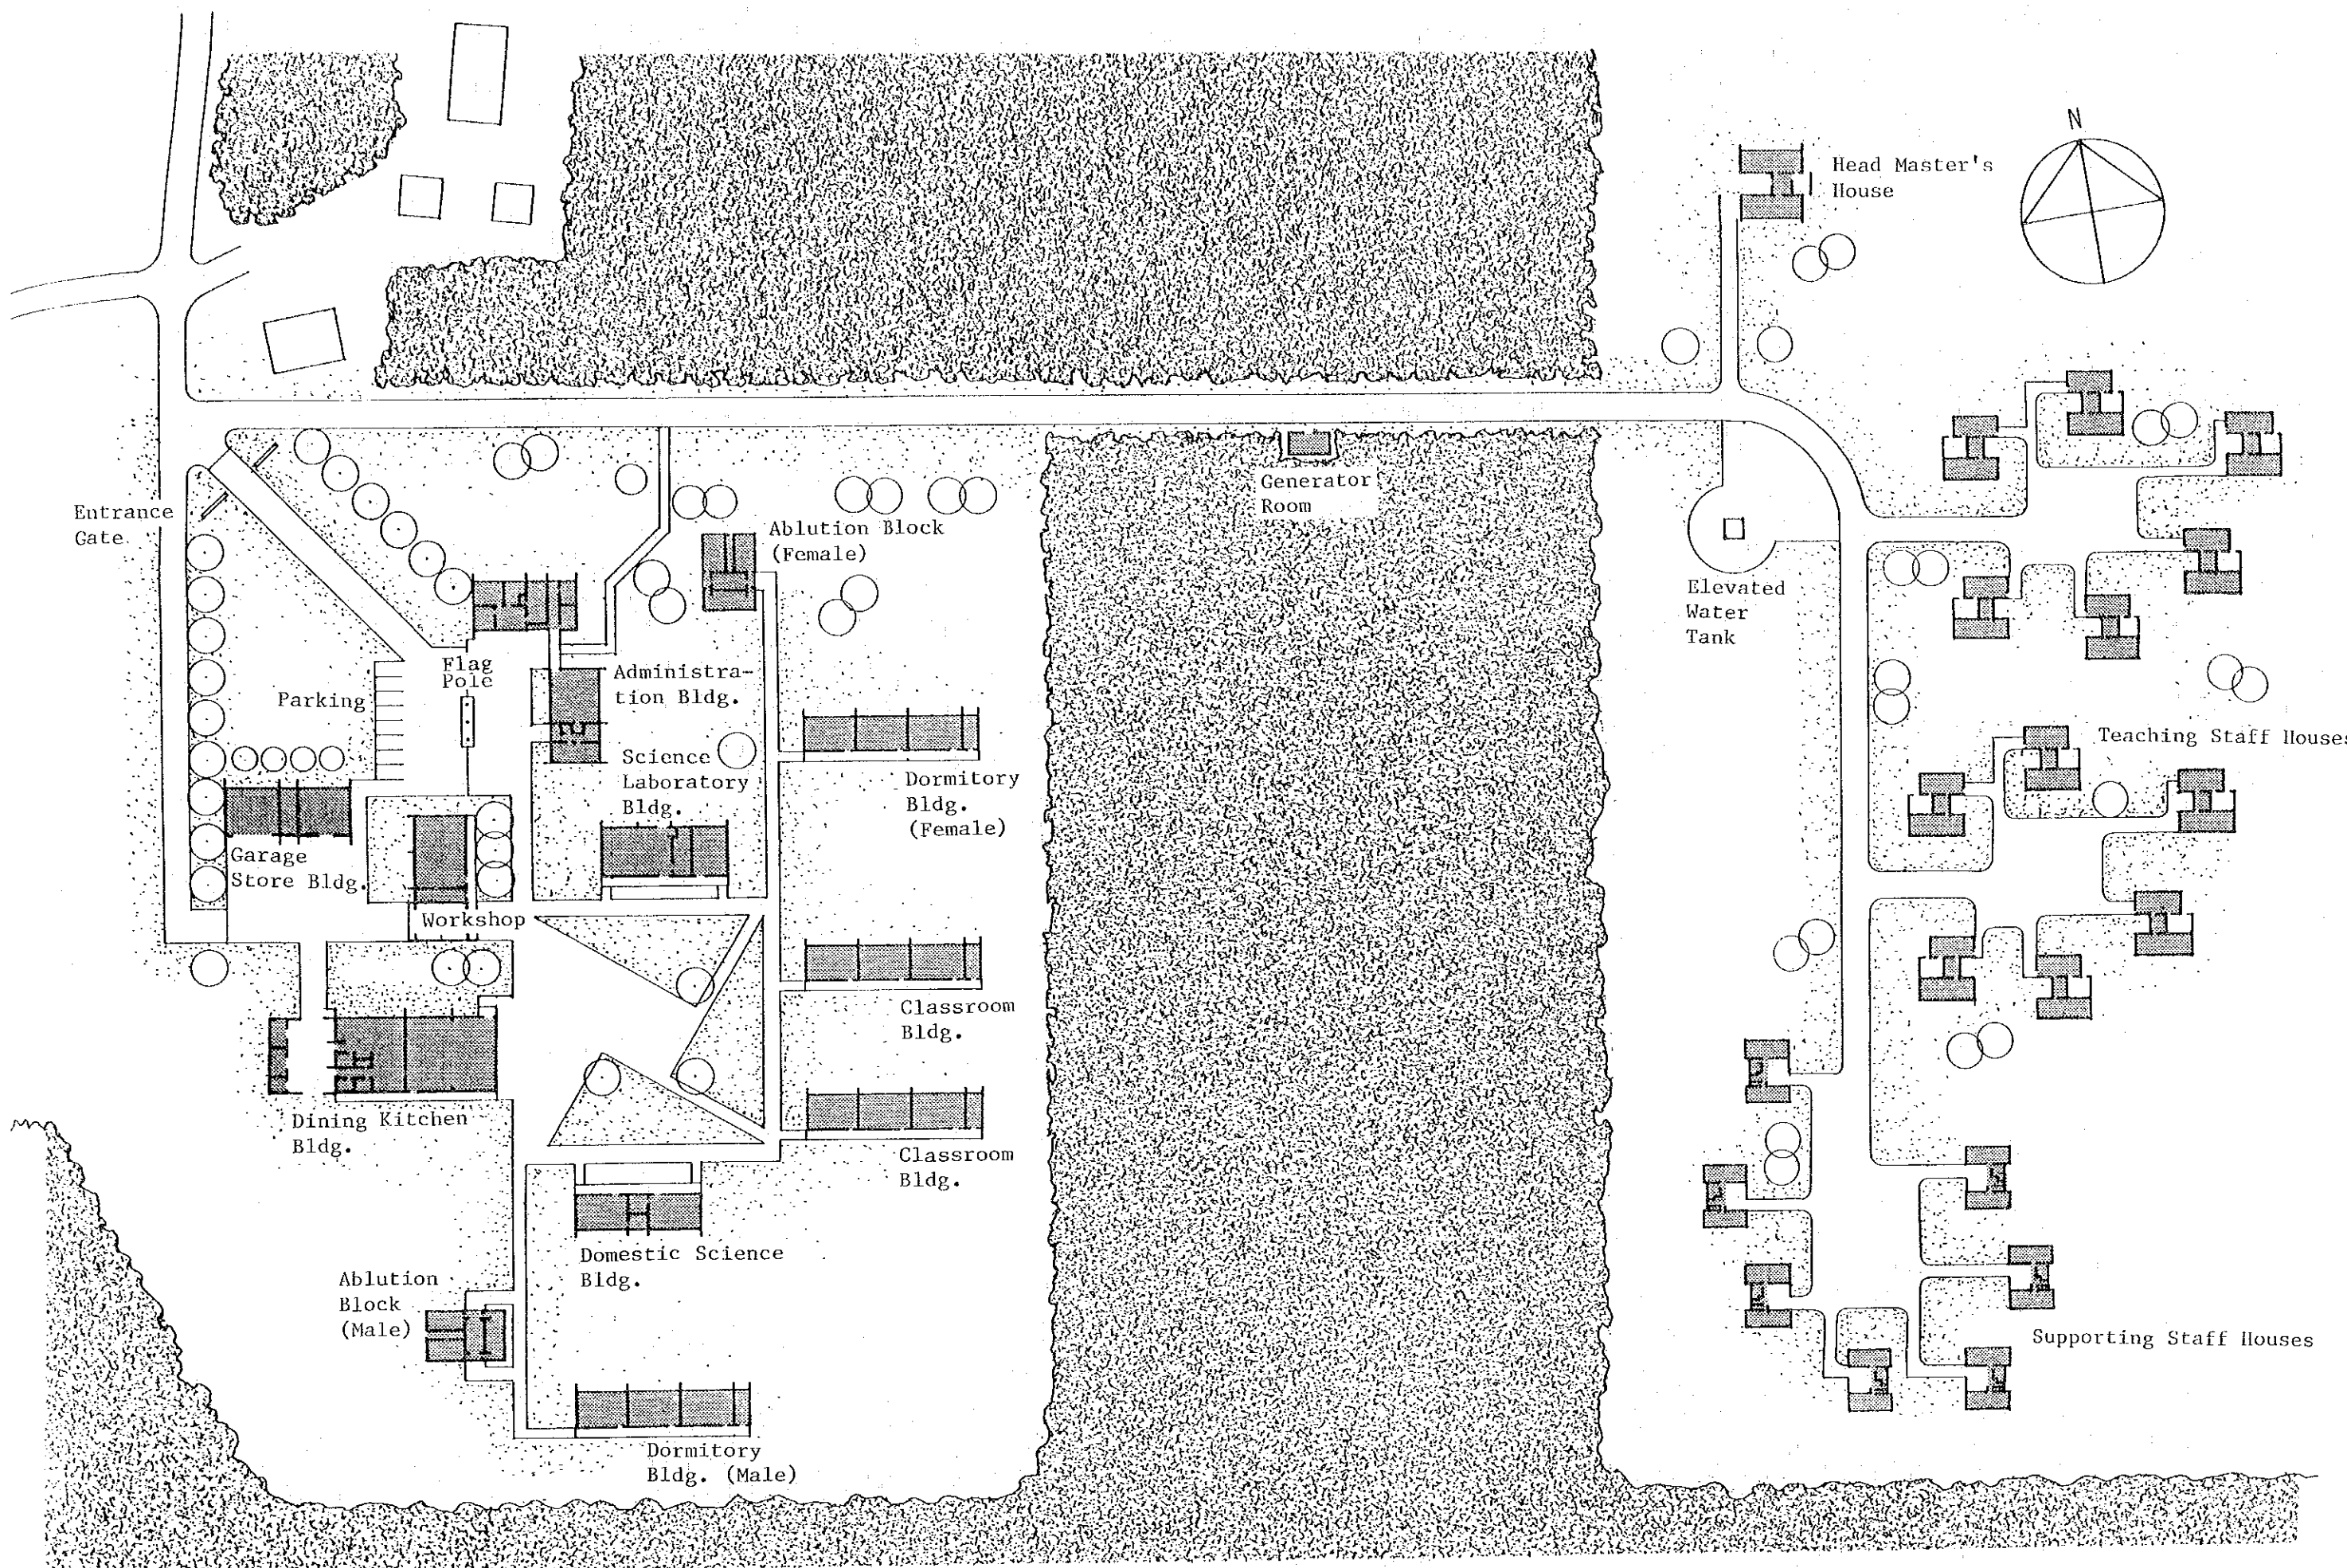 N
Head Master's
House
Entrance
Gate
Generator
Room
Ablution Block
(Female)
Elevated
Water
Tank
Flag
Pole
Parking
Administra-
tion Bldg.
Science
Laboratory
Bldg.
Teaching Staff Houses
Dormitory
Bldg.
(Female)
Garage
Store Bldg.
Workshop
Classroom
Bldg.
Dining Kitchen
Bldg.
Classroom
Bldg.
Domestic Science
Bldg.
Ablution
Block
(Male)
Supporting Staff Houses
Dormitory
Bldg. (Male)